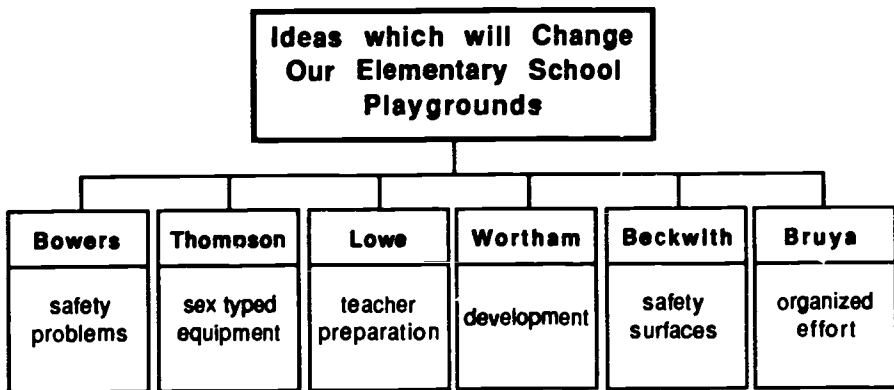 Ideas which will Change
Our Elementary School
Playgrounds
Bowers
safety
problems
Thompson
sex typed
equipment
Lowe
teacher
preparation
Wortham
development
Beckwith
safety
surfaces
Bruya
organized
effort